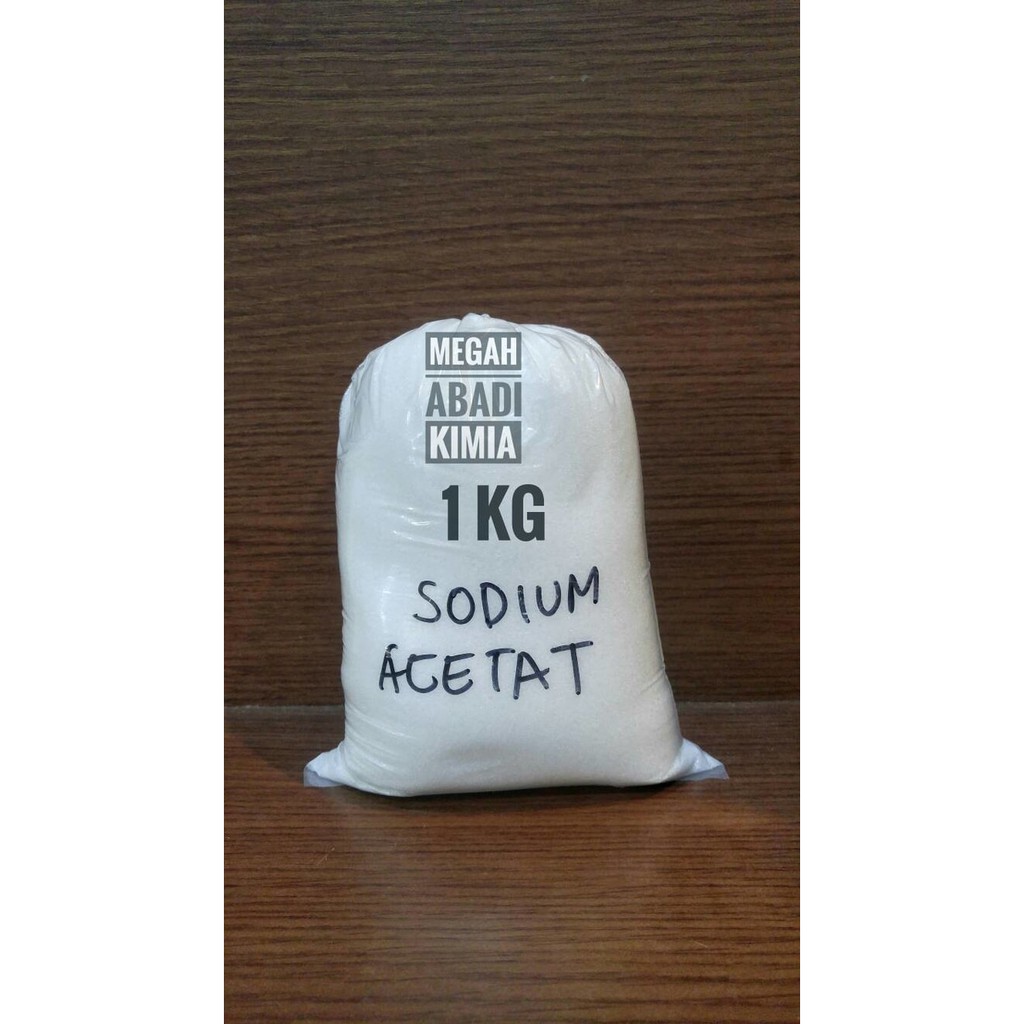 MEGAH
ABADI
KIMIA
1 KG
SODIUM
ACETAT